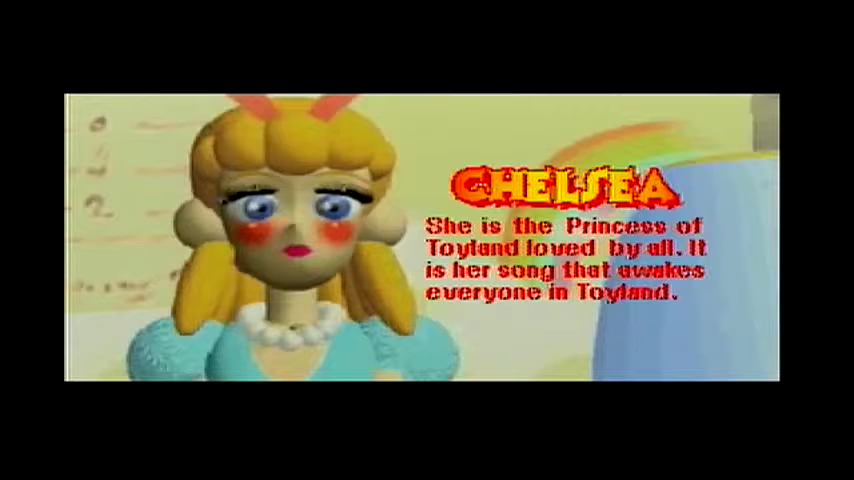 CHELSEA
She is the Princess of
Toyland loved by all. It
is her song that awakes
everyone in Toyland.